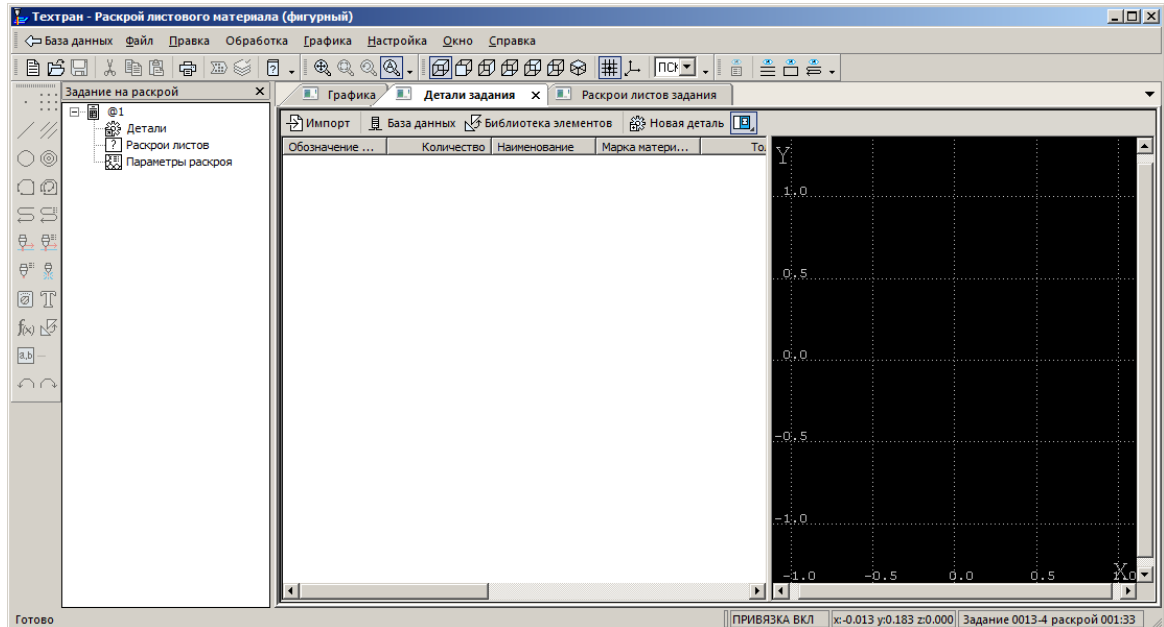 Техтран - Раскрой листового материала (фигурный)
База данных Файл Правка Обработка Графика Настройка Окно Справка
Задание на раскрой
@1
Детали
Раскрои листов
Параметры раскроя
Графика Детали задания Раскрои листов задания
Импорт База данных Библиотека элементов Новая деталь
Обозначение ... Количество Наименование Марка матери...
Y
1.0
0.5
0.0
-0.5
-1.0
-1.0 -0.5 0.0 0.5 1.0 X
f(x)
a,b
Готово ПРИВЯЗКА ВКЛ x:-0.013 y:0.183 z:0.000 Задание 0013-4 раскрой 001:33